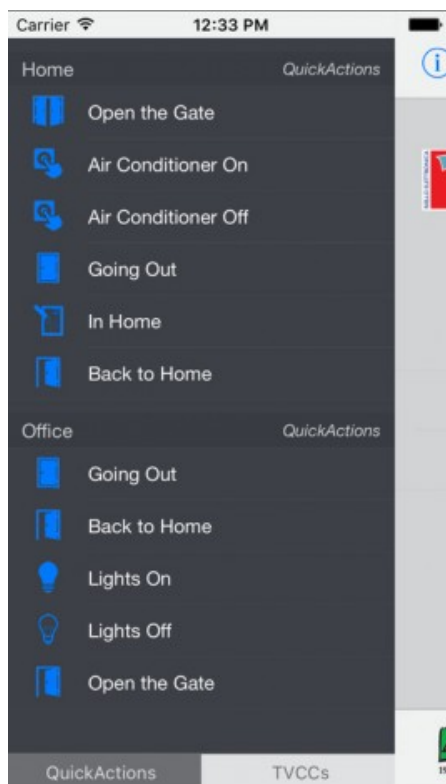 Carrier 12:33 PM
Home QuickActions
Open the Gate
Air Conditioner On
Air Conditioner Off
Going Out
In Home
Back to Home
Office QuickActions
Going Out
Back to Home
Lights On
Lights Off
Open the Gate
QuickActions TVCCs